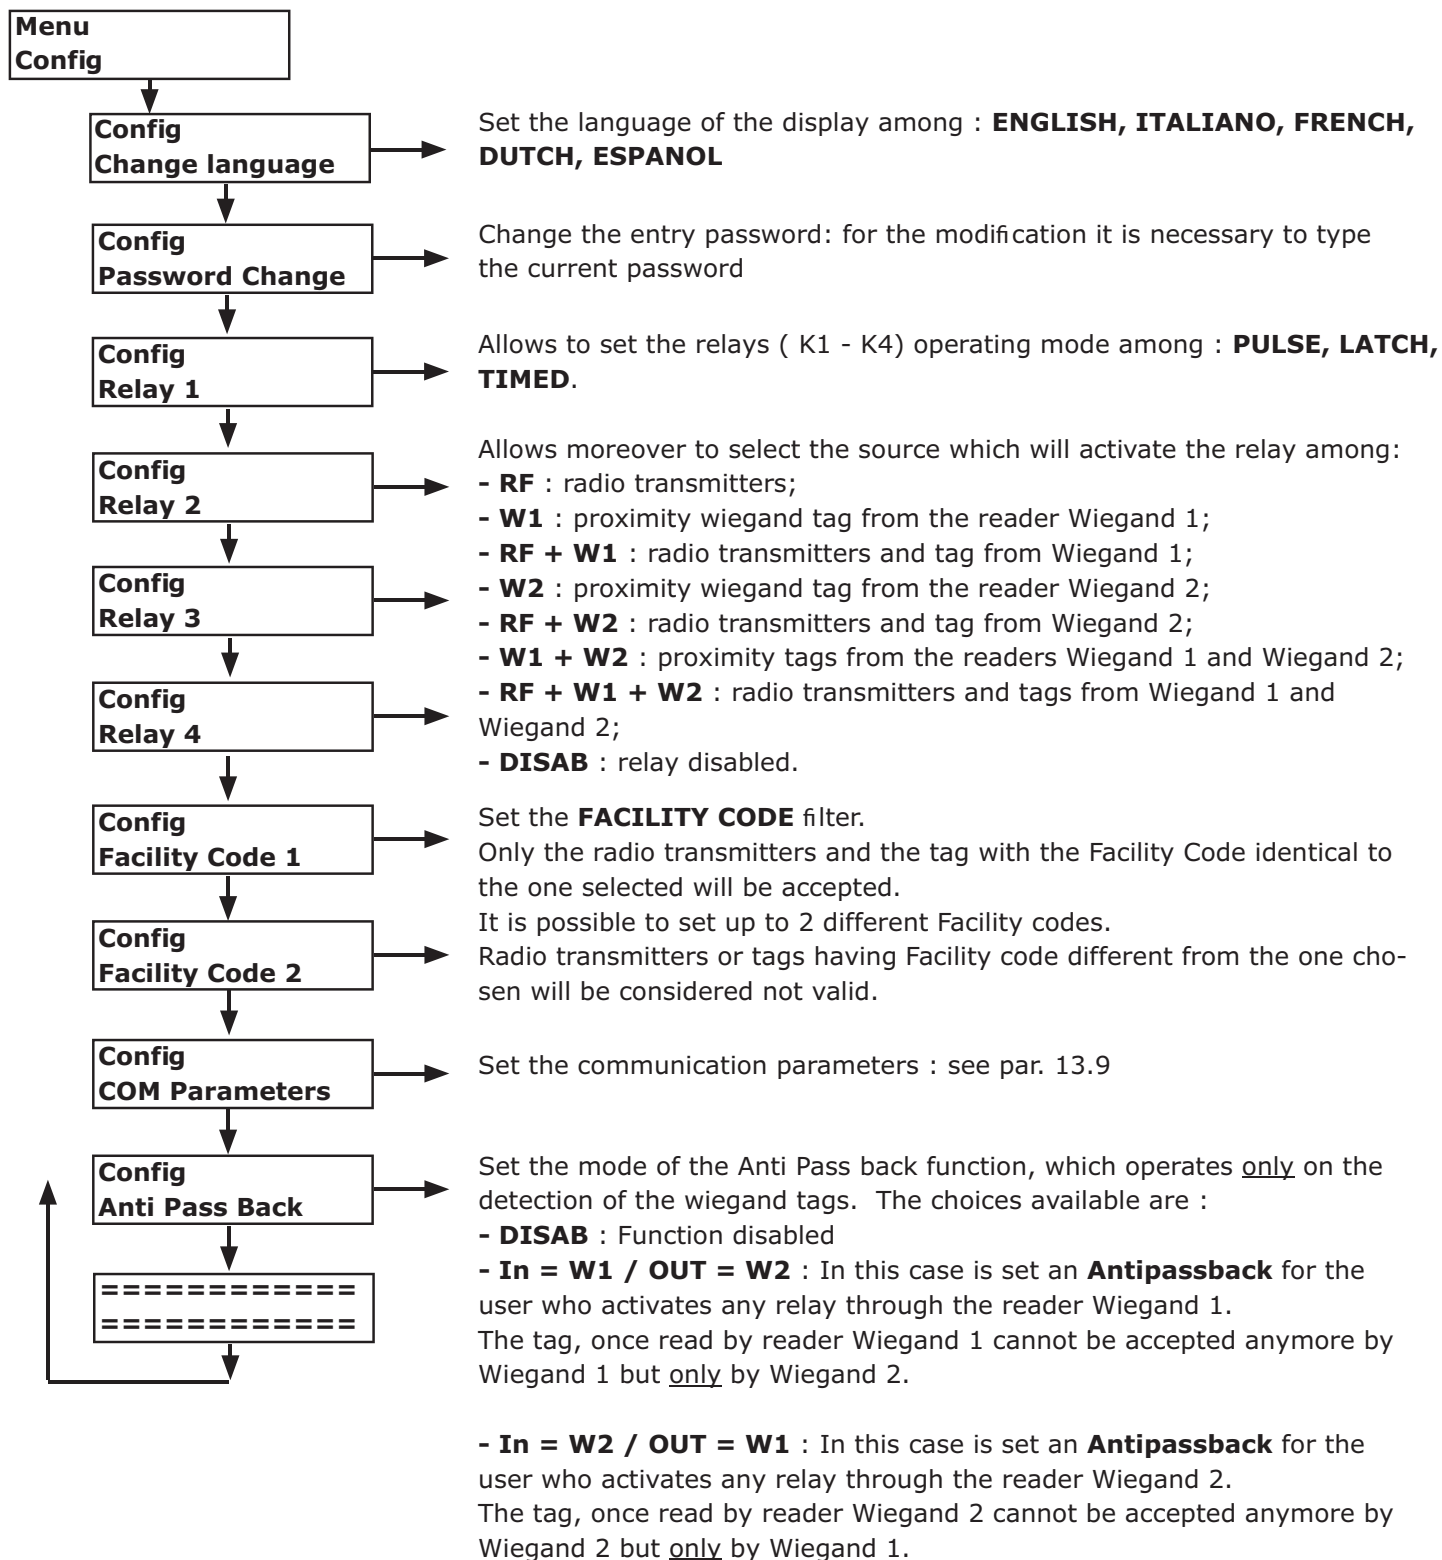 Menu
Config
Config
Change language
Set the language of the display among : ENGLISH, ITALIANO, FRENCH,
DUTCH, ESPANOL
Config
Password Change
Change the entry password: for the modification it is necessary to type
the current password
Config
Relay 1
Allows to set the relays ( K1 - K4) operating mode among : PULSE, LATCH,
TIMED.
Config
Relay 2
Allows moreover to select the source which will activate the relay among:
- RF : radio transmitters;
- W1 : proximity wiegand tag from the reader Wiegand 1;
- RF + W1 : radio transmitters and tag from Wiegand 1;
Config
Relay 3
- W2 : proximity wiegand tag from the reader Wiegand 2;
- RF + W2 : radio transmitters and tag from Wiegand 2;
- W1 + W2 : proximity tags from the readers Wiegand 1 and Wiegand 2;
Config
Relay 4
- RF + W1 + W2 : radio transmitters and tags from Wiegand 1 and
Wiegand 2;
- DISAB : relay disabled.
Config
Facility Code 1
Set the FACILITY CODE filter.
Only the radio transmitters and the tag with the Facility Code identical to
the one selected will be accepted.
It is possible to set up to 2 different Facility codes.
Config
Facility Code 2
Radio transmitters or tags having Facility code different from the one cho-
sen will be considered not valid.
Config
COM Parameters
Set the communication parameters : see par. 13.9
Config
Anti Pass Back
Set the mode of the Anti Pass back function, which operates only on the
detection of the wiegand tags.  The choices available are :
- DISAB : Function disabled
============
============
- In = W1 / OUT = W2 : In this case is set an Antipassback for the
user who activates any relay through the reader Wiegand 1.
The tag, once read by reader Wiegand 1 cannot be accepted anymore by
Wiegand 1 but only by Wiegand 2.
- In = W2 / OUT = W1 : In this case is set an Antipassback for the
user who activates any relay through the reader Wiegand 2.
The tag, once read by reader Wiegand 2 cannot be accepted anymore by
Wiegand 2 but only by Wiegand 1.